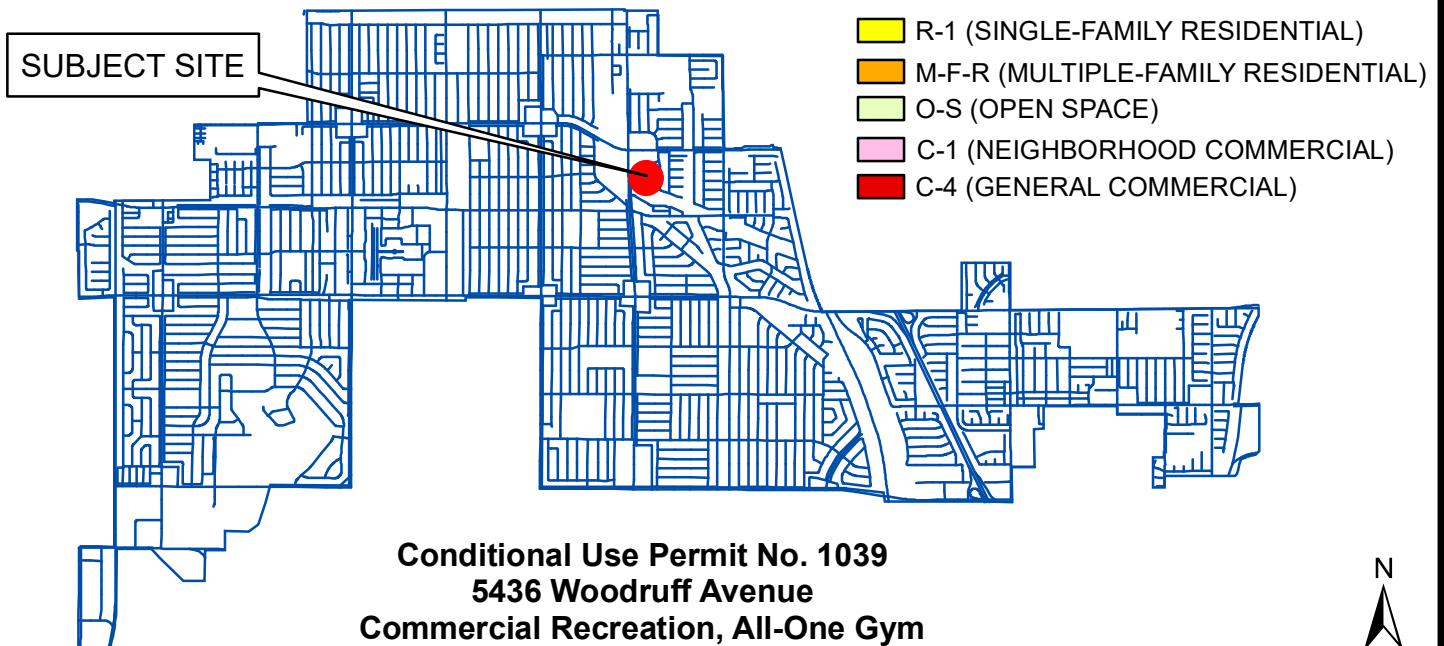 SUBJECT SITE
R-1 (SINGLE-FAMILY RESIDENTIAL)
M-F-R (MULTIPLE-FAMILY RESIDENTIAL)
O-S (OPEN SPACE)
C-1 (NEIGHBORHOOD COMMERCIAL)
C-4 (GENERAL COMMERCIAL)
Conditional Use Permit No. 1039
5436 Woodruff Avenue
Commercial Recreation, All-One Gym
N